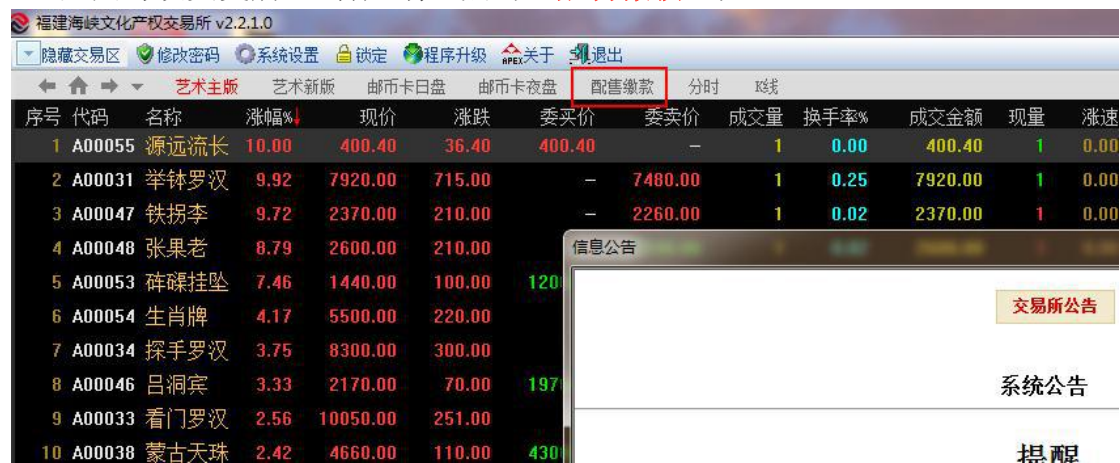 福建海峡文化产权交易所 v2.2.1.0
隐藏交易区 修改密码 系统设置 锁定 程序升级 APEX 关于 退出
艺术主版 艺术新版 邮币卡日盘 邮币卡夜盘 配售缴款 分时 K线
序号 代码 名称 涨幅%↓ 现价 涨跌 委买价 委卖价 成交量 换手率% 成交金额 现量 涨速
1 A00055 源远流长 10.00 400.40 36.40 400.40 – 1 0.00 400.40 1 0.00
2 A00031 举钵罗汉 9.92 7920.00 715.00 – 7480.00 1 0.25 7920.00 1 0.00
3 A00047 铁拐李 9.72 2370.00 210.00 – 2260.00 1 0.02 2370.00 1 0.00
4 A00048 张果老 8.79 2600.00 210.00
信息公告
5 A00053 砗磲挂坠 7.46 1440.00 100.00 120
交易所公告
6 A00054 生肖牌 4.17 5500.00 220.00
7 A00034 探手罗汉 3.75 8300.00 300.00
8 A00046 吕洞宾 3.33 2170.00 70.00 197
系统公告
9 A00033 看门罗汉 2.56 10050.00 251.00
10 A00038 蒙古天珠 2.42 4660.00 110.00 430
提醒